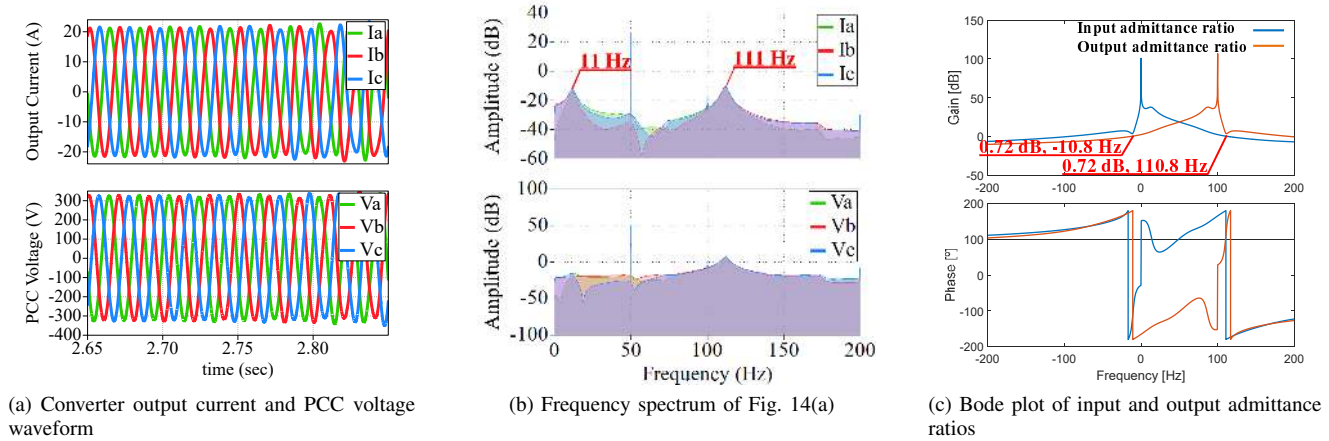 Output Current (A)
20
10
0
-10
-20
Ia
Ib
Ic
PCC Voltage (V)
300
200
100
0
-100
-200
-300
-400
Va
Vb
Vc
2.65
2.70
2.75
2.80
time (sec)
(a) Converter output current and PCC voltage
waveform
Amplitude (dB)
40
20
0
-20
-40
-60
11 Hz
111 Hz
Ia
Ib
Ic
Amplitude (dB)
100
50
0
-50
-100
Va
Vb
Vc
0
50
100
150
200
Frequency (Hz)
(b) Frequency spectrum of Fig. 14(a)
Gain [dB]
150
100
50
0
-50
Input admittance ratio
Output admittance ratio
0.72 dB, -10.8 Hz
0.72 dB, 110.8 Hz
-200
-100
0
100
200
Phase [°]
200
100
0
-100
-200
-200
-100
0
100
200
Frequency [Hz]
(c) Bode plot of input and output admittance
ratios